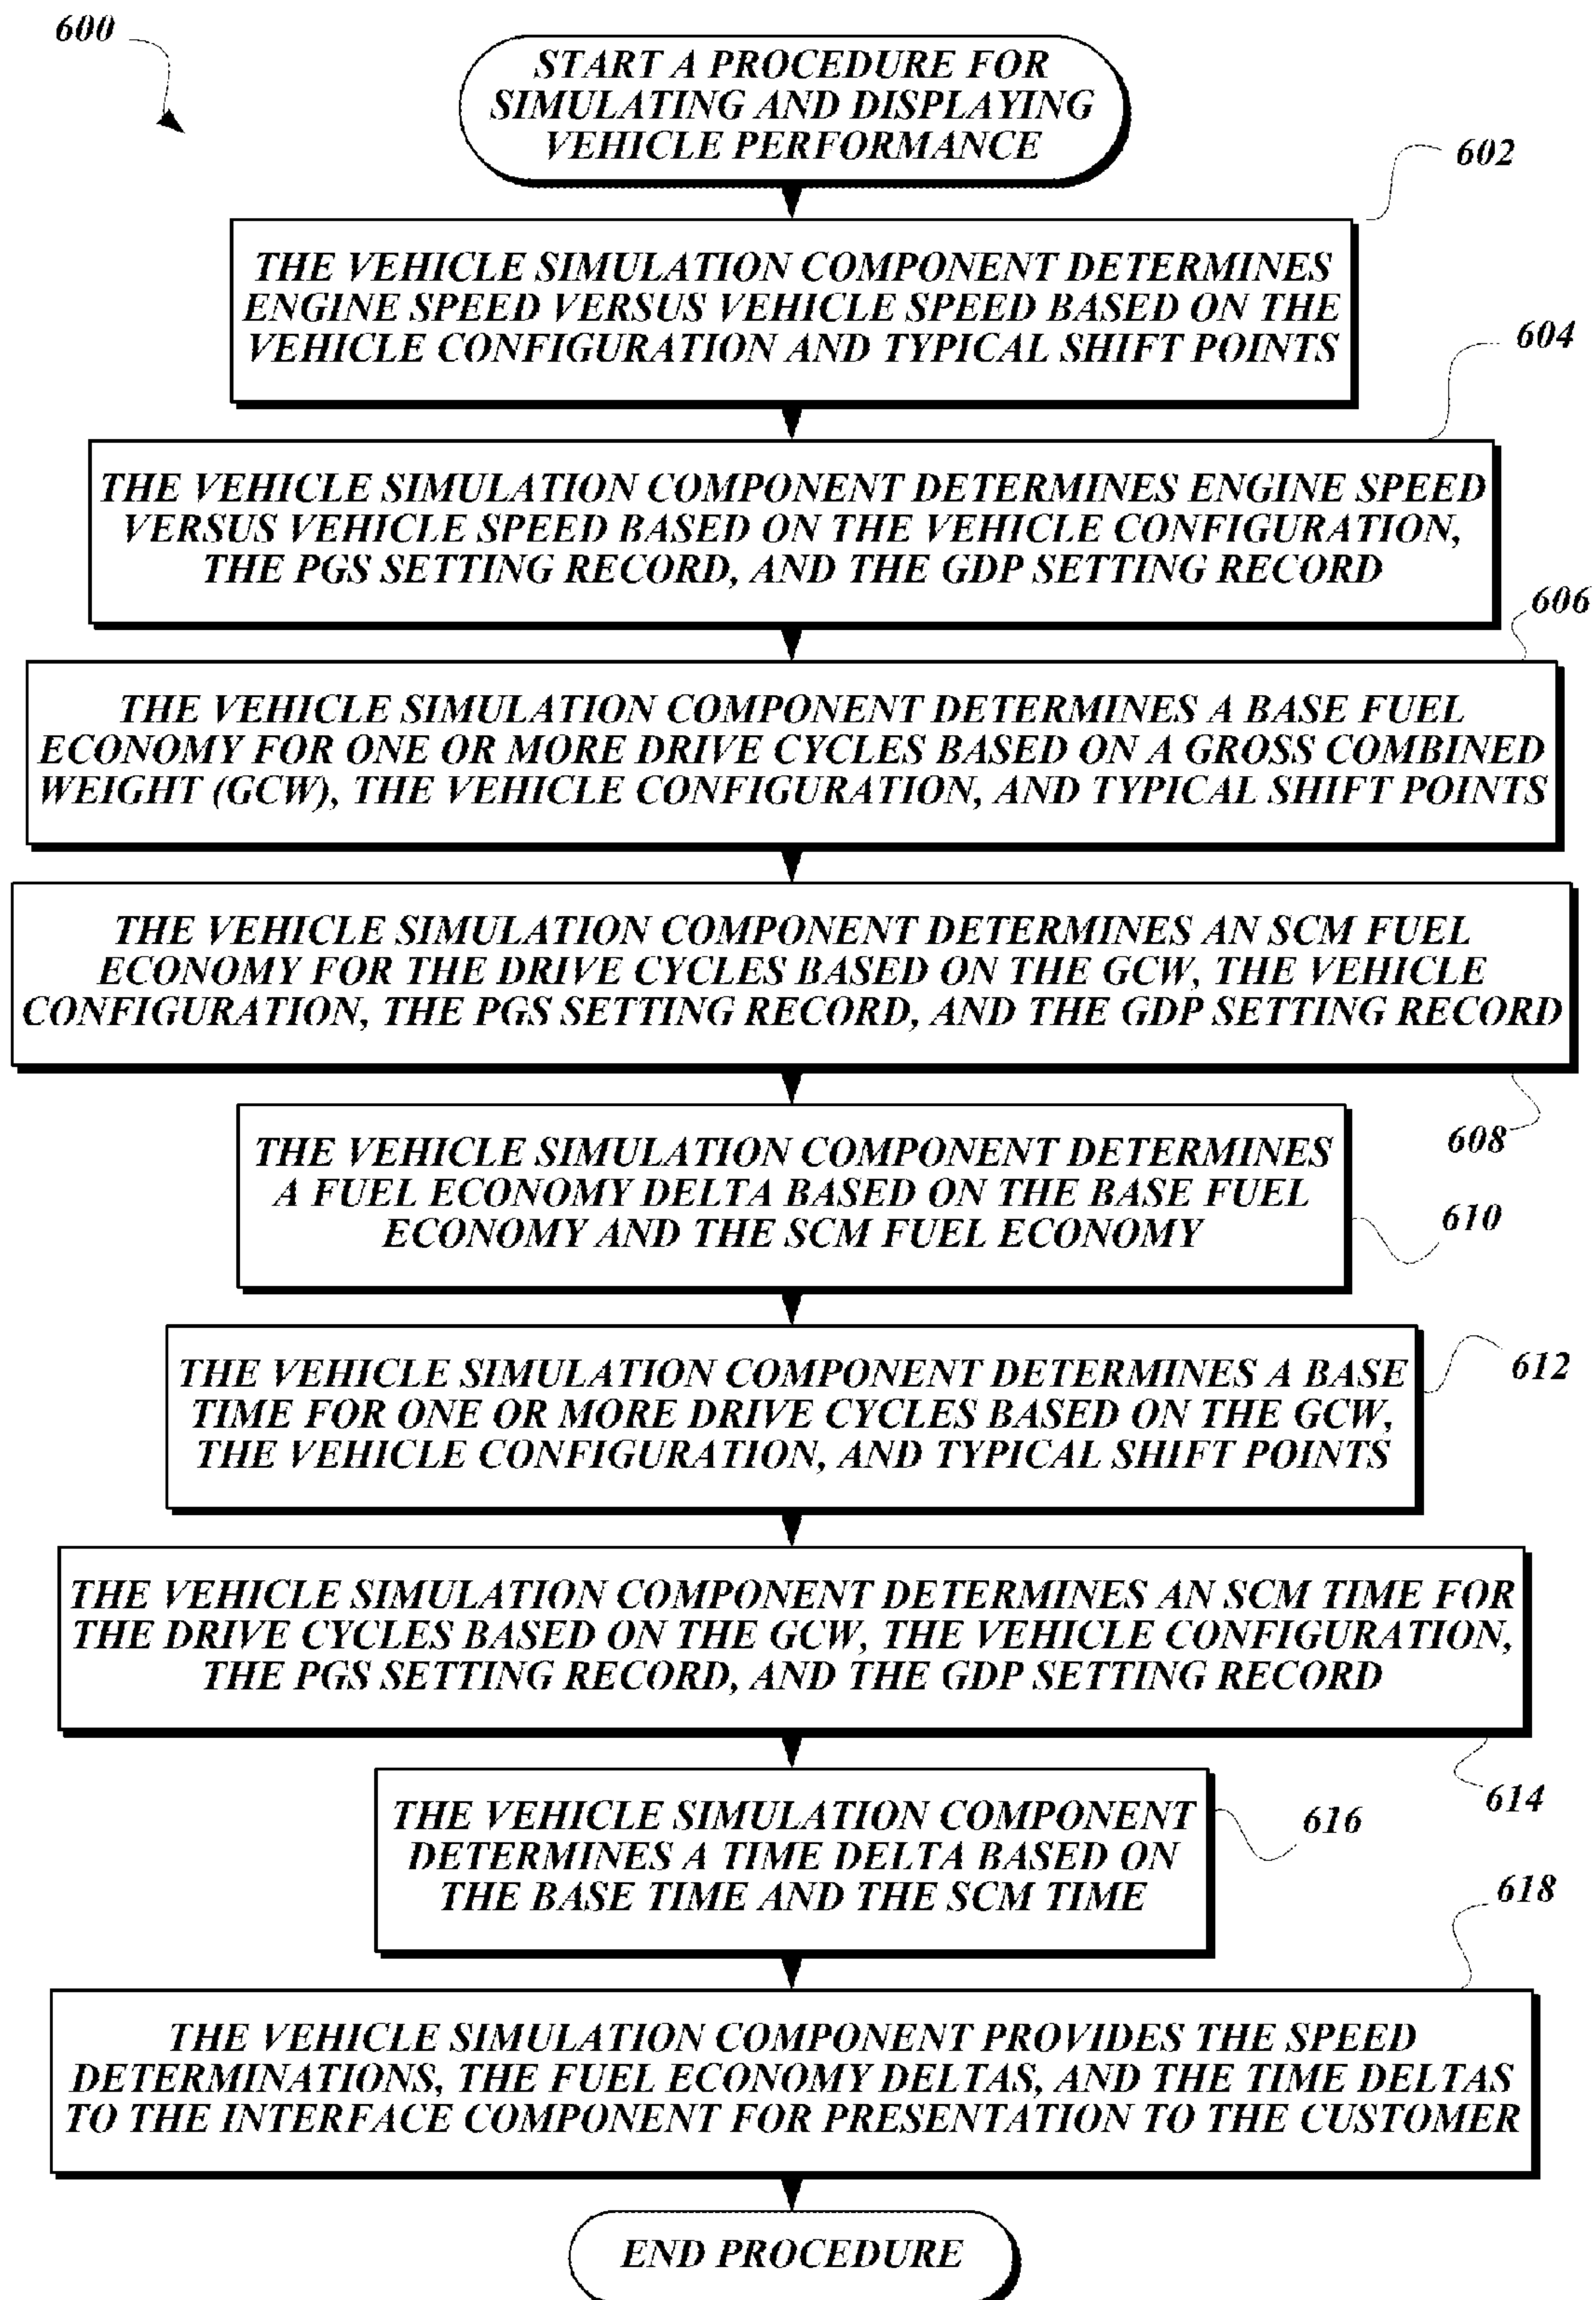 600
START A PROCEDURE FOR
SIMULATING AND DISPLAYING
VEHICLE PERFORMANCE
602
THE VEHICLE SIMULATION COMPONENT DETERMINES
ENGINE SPEED VERSUS VEHICLE SPEED BASED ON THE
VEHICLE CONFIGURATION AND TYPICAL SHIFT POINTS
604
THE VEHICLE SIMULATION COMPONENT DETERMINES ENGINE SPEED
VERSUS VEHICLE SPEED BASED ON THE VEHICLE CONFIGURATION,
THE PGS SETTING RECORD, AND THE GDP SETTING RECORD
606
THE VEHICLE SIMULATION COMPONENT DETERMINES A BASE FUEL
ECONOMY FOR ONE OR MORE DRIVE CYCLES BASED ON A GROSS COMBINED
WEIGHT (GCW), THE VEHICLE CONFIGURATION, AND TYPICAL SHIFT POINTS
THE VEHICLE SIMULATION COMPONENT DETERMINES AN SCM FUEL
ECONOMY FOR THE DRIVE CYCLES BASED ON THE GCW, THE VEHICLE
CONFIGURATION, THE PGS SETTING RECORD, AND THE GDP SETTING RECORD
608
THE VEHICLE SIMULATION COMPONENT DETERMINES
A FUEL ECONOMY DELTA BASED ON THE BASE FUEL
ECONOMY AND THE SCM FUEL ECONOMY
610
612
THE VEHICLE SIMULATION COMPONENT DETERMINES A BASE
TIME FOR ONE OR MORE DRIVE CYCLES BASED ON THE GCW,
THE VEHICLE CONFIGURATION, AND TYPICAL SHIFT POINTS
THE VEHICLE SIMULATION COMPONENT DETERMINES AN SCM TIME FOR
THE DRIVE CYCLES BASED ON THE GCW, THE VEHICLE CONFIGURATION,
THE PGS SETTING RECORD, AND THE GDP SETTING RECORD
614
THE VEHICLE SIMULATION COMPONENT
DETERMINES A TIME DELTA BASED ON
THE BASE TIME AND THE SCM TIME
616
618
THE VEHICLE SIMULATION COMPONENT PROVIDES THE SPEED
DETERMINATIONS, THE FUEL ECONOMY DELTAS, AND THE TIME DELTAS
TO THE INTERFACE COMPONENT FOR PRESENTATION TO THE CUSTOMER
END PROCEDURE